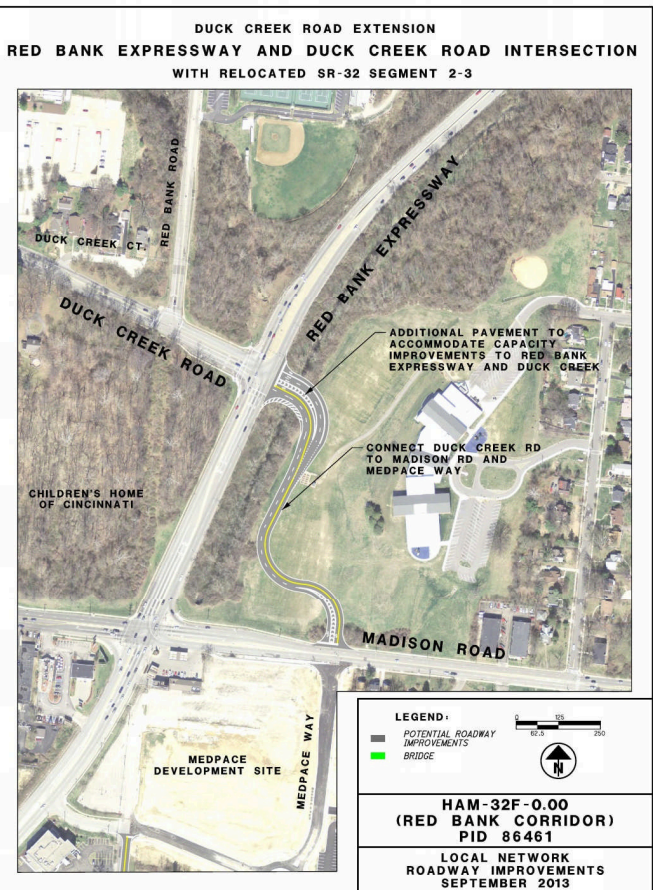 DUCK CREEK ROAD EXTENSION
RED BANK EXPRESSWAY AND DUCK CREEK ROAD INTERSECTION
WITH RELOCATED SR-32 SEGMENT 2-3
RED BANK ROAD
DUCK CREEK CT.
RED BANK EXPRESSWAY
DUCK CREEK ROAD
ADDITIONAL PAVEMENT TO
ACCOMMODATE CAPACITY
IMPROVEMENTS TO RED BANK
EXPRESSWAY AND DUCK CREEK
CONNECT DUCK CREEK RD
TO MADISON RD AND
MEDPACE WAY
CHILDREN'S HOME
OF CINCINNATI
MADISON ROAD
MEDPACE
DEVELOPMENT SITE
MEDPACE WAY
LEGEND:
POTENTIAL ROADWAY
IMPROVEMENTS
BRIDGE
0 125
62.5 250
N
HAM-32F-0.00
(RED BANK CORRIDOR)
PID 86461
LOCAL NETWORK
ROADWAY IMPROVEMENTS
SEPTEMBER 2013